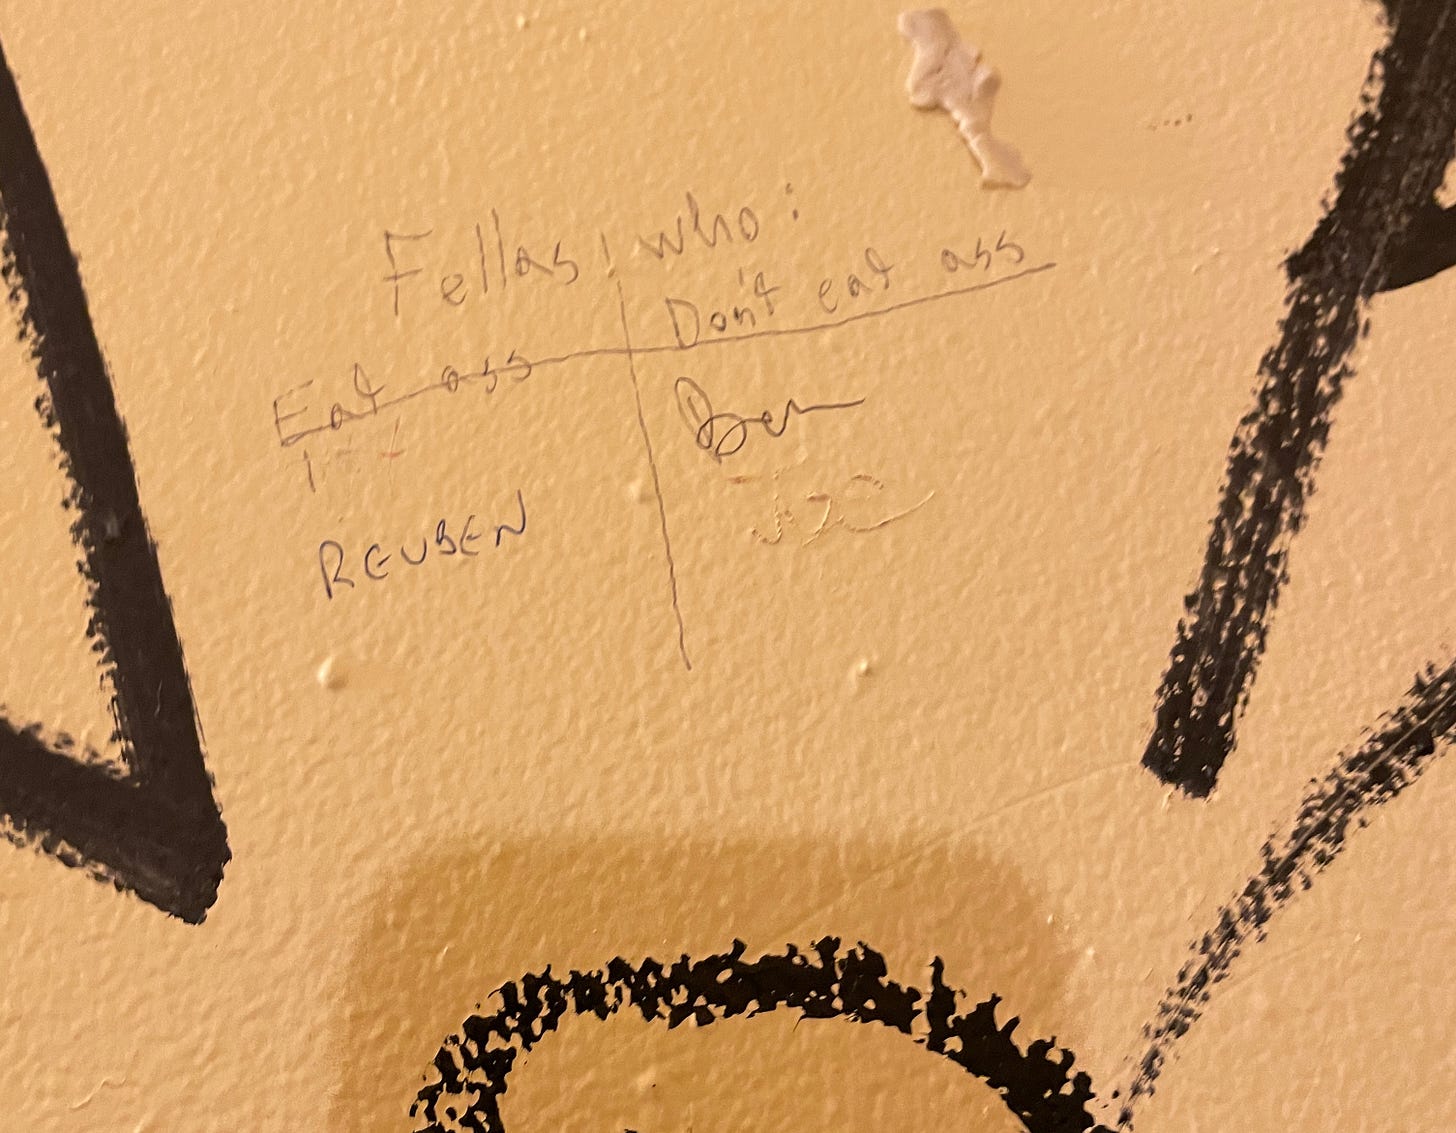 Fellas! who:
Eat ass Don't eat ass
Ben
REUBEN